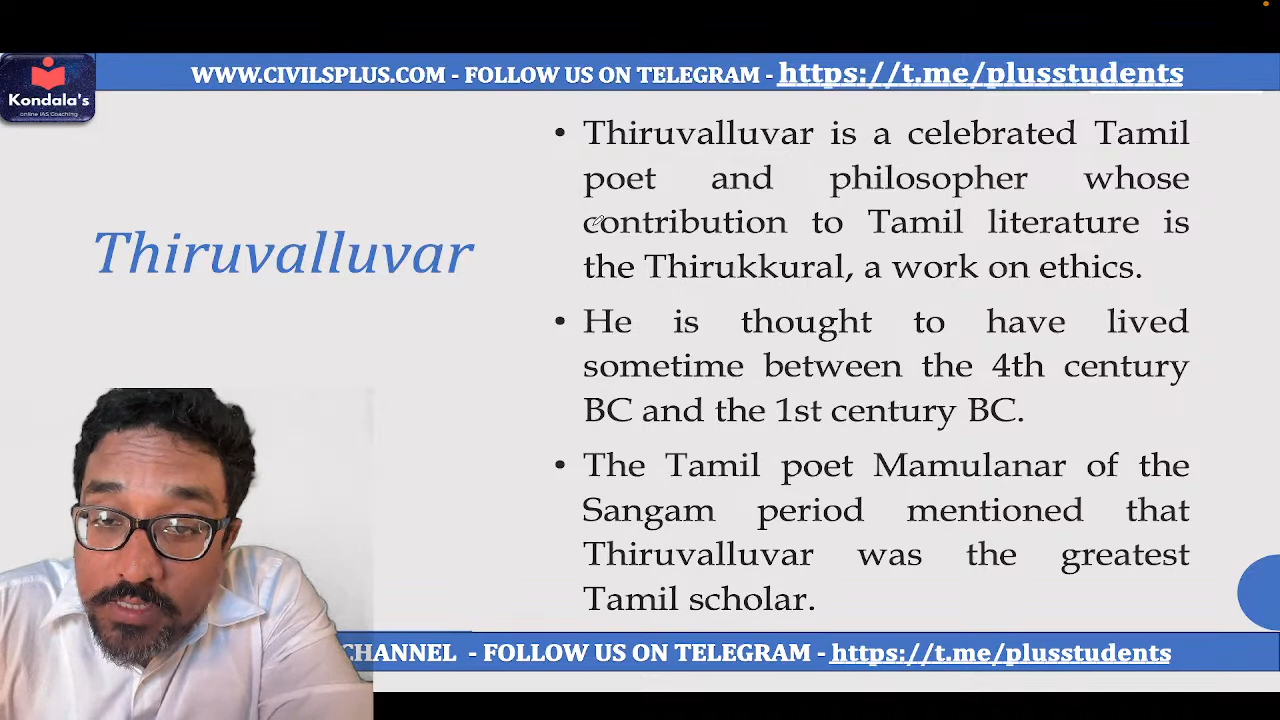 WWW.CIVILSPLUS.COM - FOLLOW US ON TELEGRAM - https://t.me/plusstudents
Kondala's
online IAS Coaching
Thiruvalluvar
• Thiruvalluvar is a celebrated Tamil
poet and philosopher whose
contribution to Tamil literature is
the Thirukkural, a work on ethics.
• He is thought to have lived
sometime between the 4th century
BC and the 1st century BC.
• The Tamil poet Mamulanar of the
Sangam period mentioned that
Thiruvalluvar was the greatest
Tamil scholar.
CHANNEL - FOLLOW US ON TELEGRAM - https://t.me/plusstudents